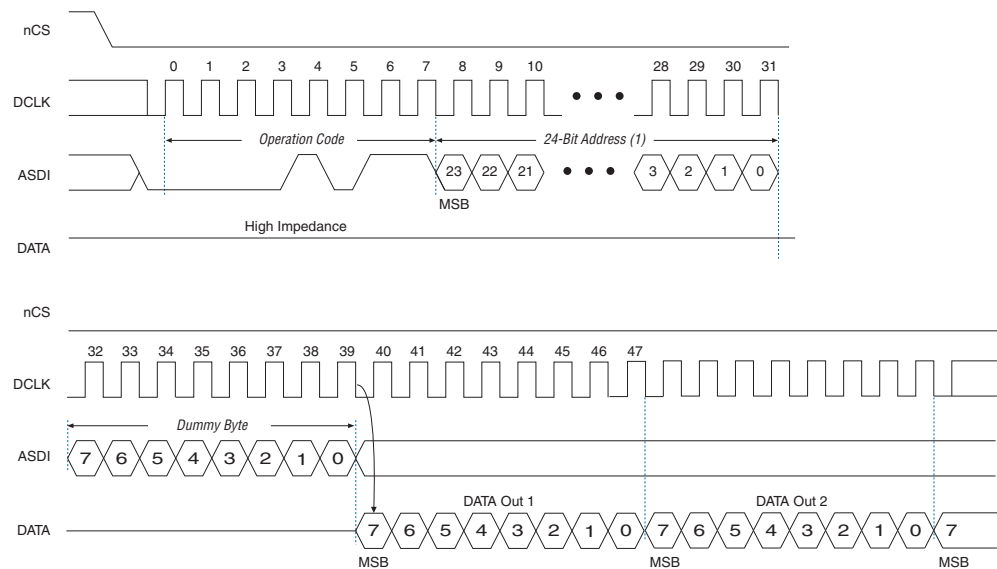 nCS
0 1 2 3 4 5 6 7 8 9 10 28 29 30 31
DCLK
Operation Code 24-Bit Address (1)
ASDI 23 22 21 3 2 1 0
MSB
High Impedance
DATA
nCS
32 33 34 35 36 37 38 39 40 41 42 43 44 45 46 47
DCLK
Dummy Byte
ASDI 7 6 5 4 3 2 1 0
DATA Out 1 DATA Out 2
DATA 7 6 5 4 3 2 1 0 7 6 5 4 3 2 1 0 7
MSB MSB MSB